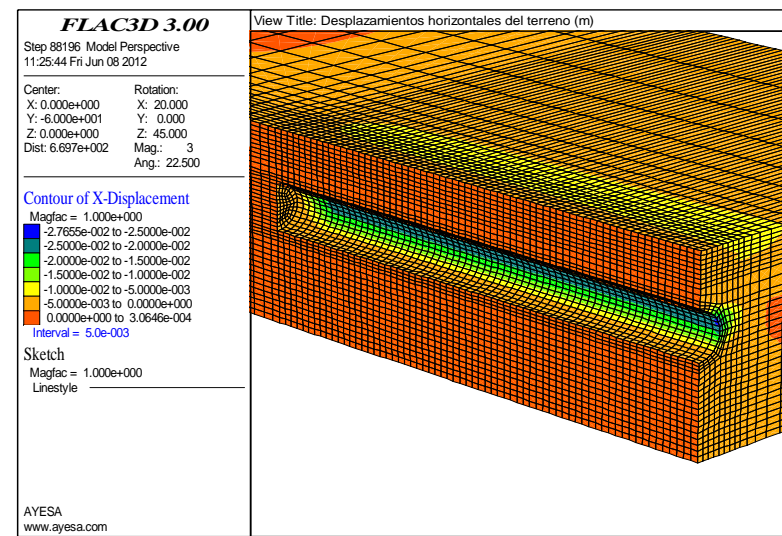 FLAC3D 3.00
Step 88196 Model Perspective
11:25:44 Fri Jun 08 2012
Center:
X: 0.000e+000
Y: -6.000e+001
Z: 0.000e+000
Dist: 6.697e+002
Rotation:
X: 20.000
Y: 0.000
Z: 45.000
Mag.: 3
Ang.: 22.500
Contour of X-Displacement
Magfac = 1.000e+000
-2.7655e-002 to -2.5000e-002
-2.5000e-002 to -2.0000e-002
-2.0000e-002 to -1.5000e-002
-1.5000e-002 to -1.0000e-002
-1.0000e-002 to -5.0000e-003
-5.0000e-003 to 0.0000e+000
0.0000e+000 to 3.0646e-004
Interval = 5.0e-003
Sketch
Magfac = 1.000e+000
Linestyle
AYESA
www.ayesa.com
View Title: Desplazamientos horizontales del terreno (m)